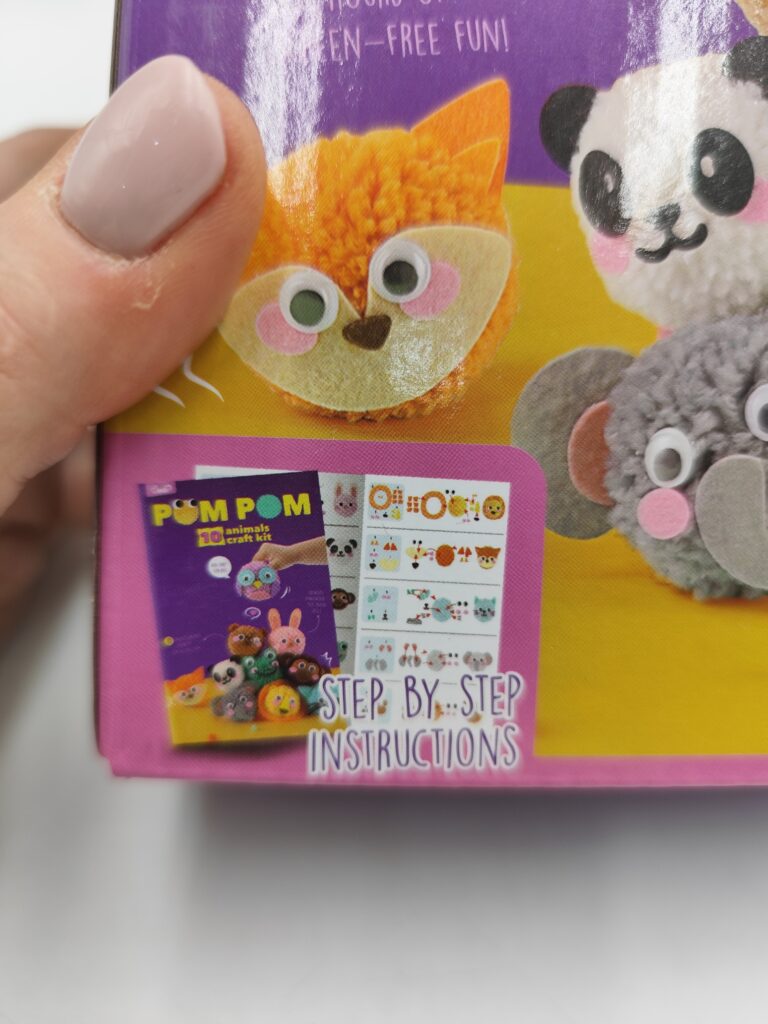 EEN-FREE FUN!
POM POM
10 animals
craft kit
STEP BY STEP
INSTRUCTIONS